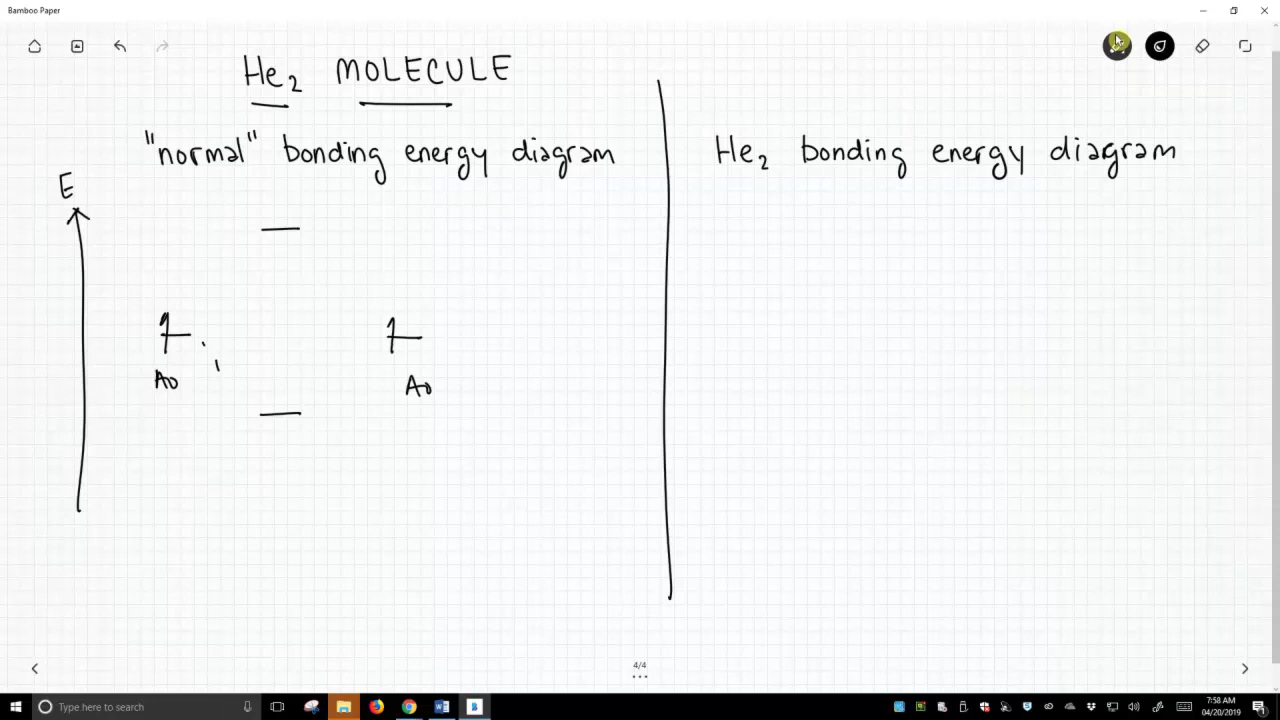 Bamboo Paper
He₂ MOLECULE
"normal" bonding energy diagram
He₂ bonding energy diagram
E
AO
AO
4/4
Type here to search
7:58 AM
04/20/2019